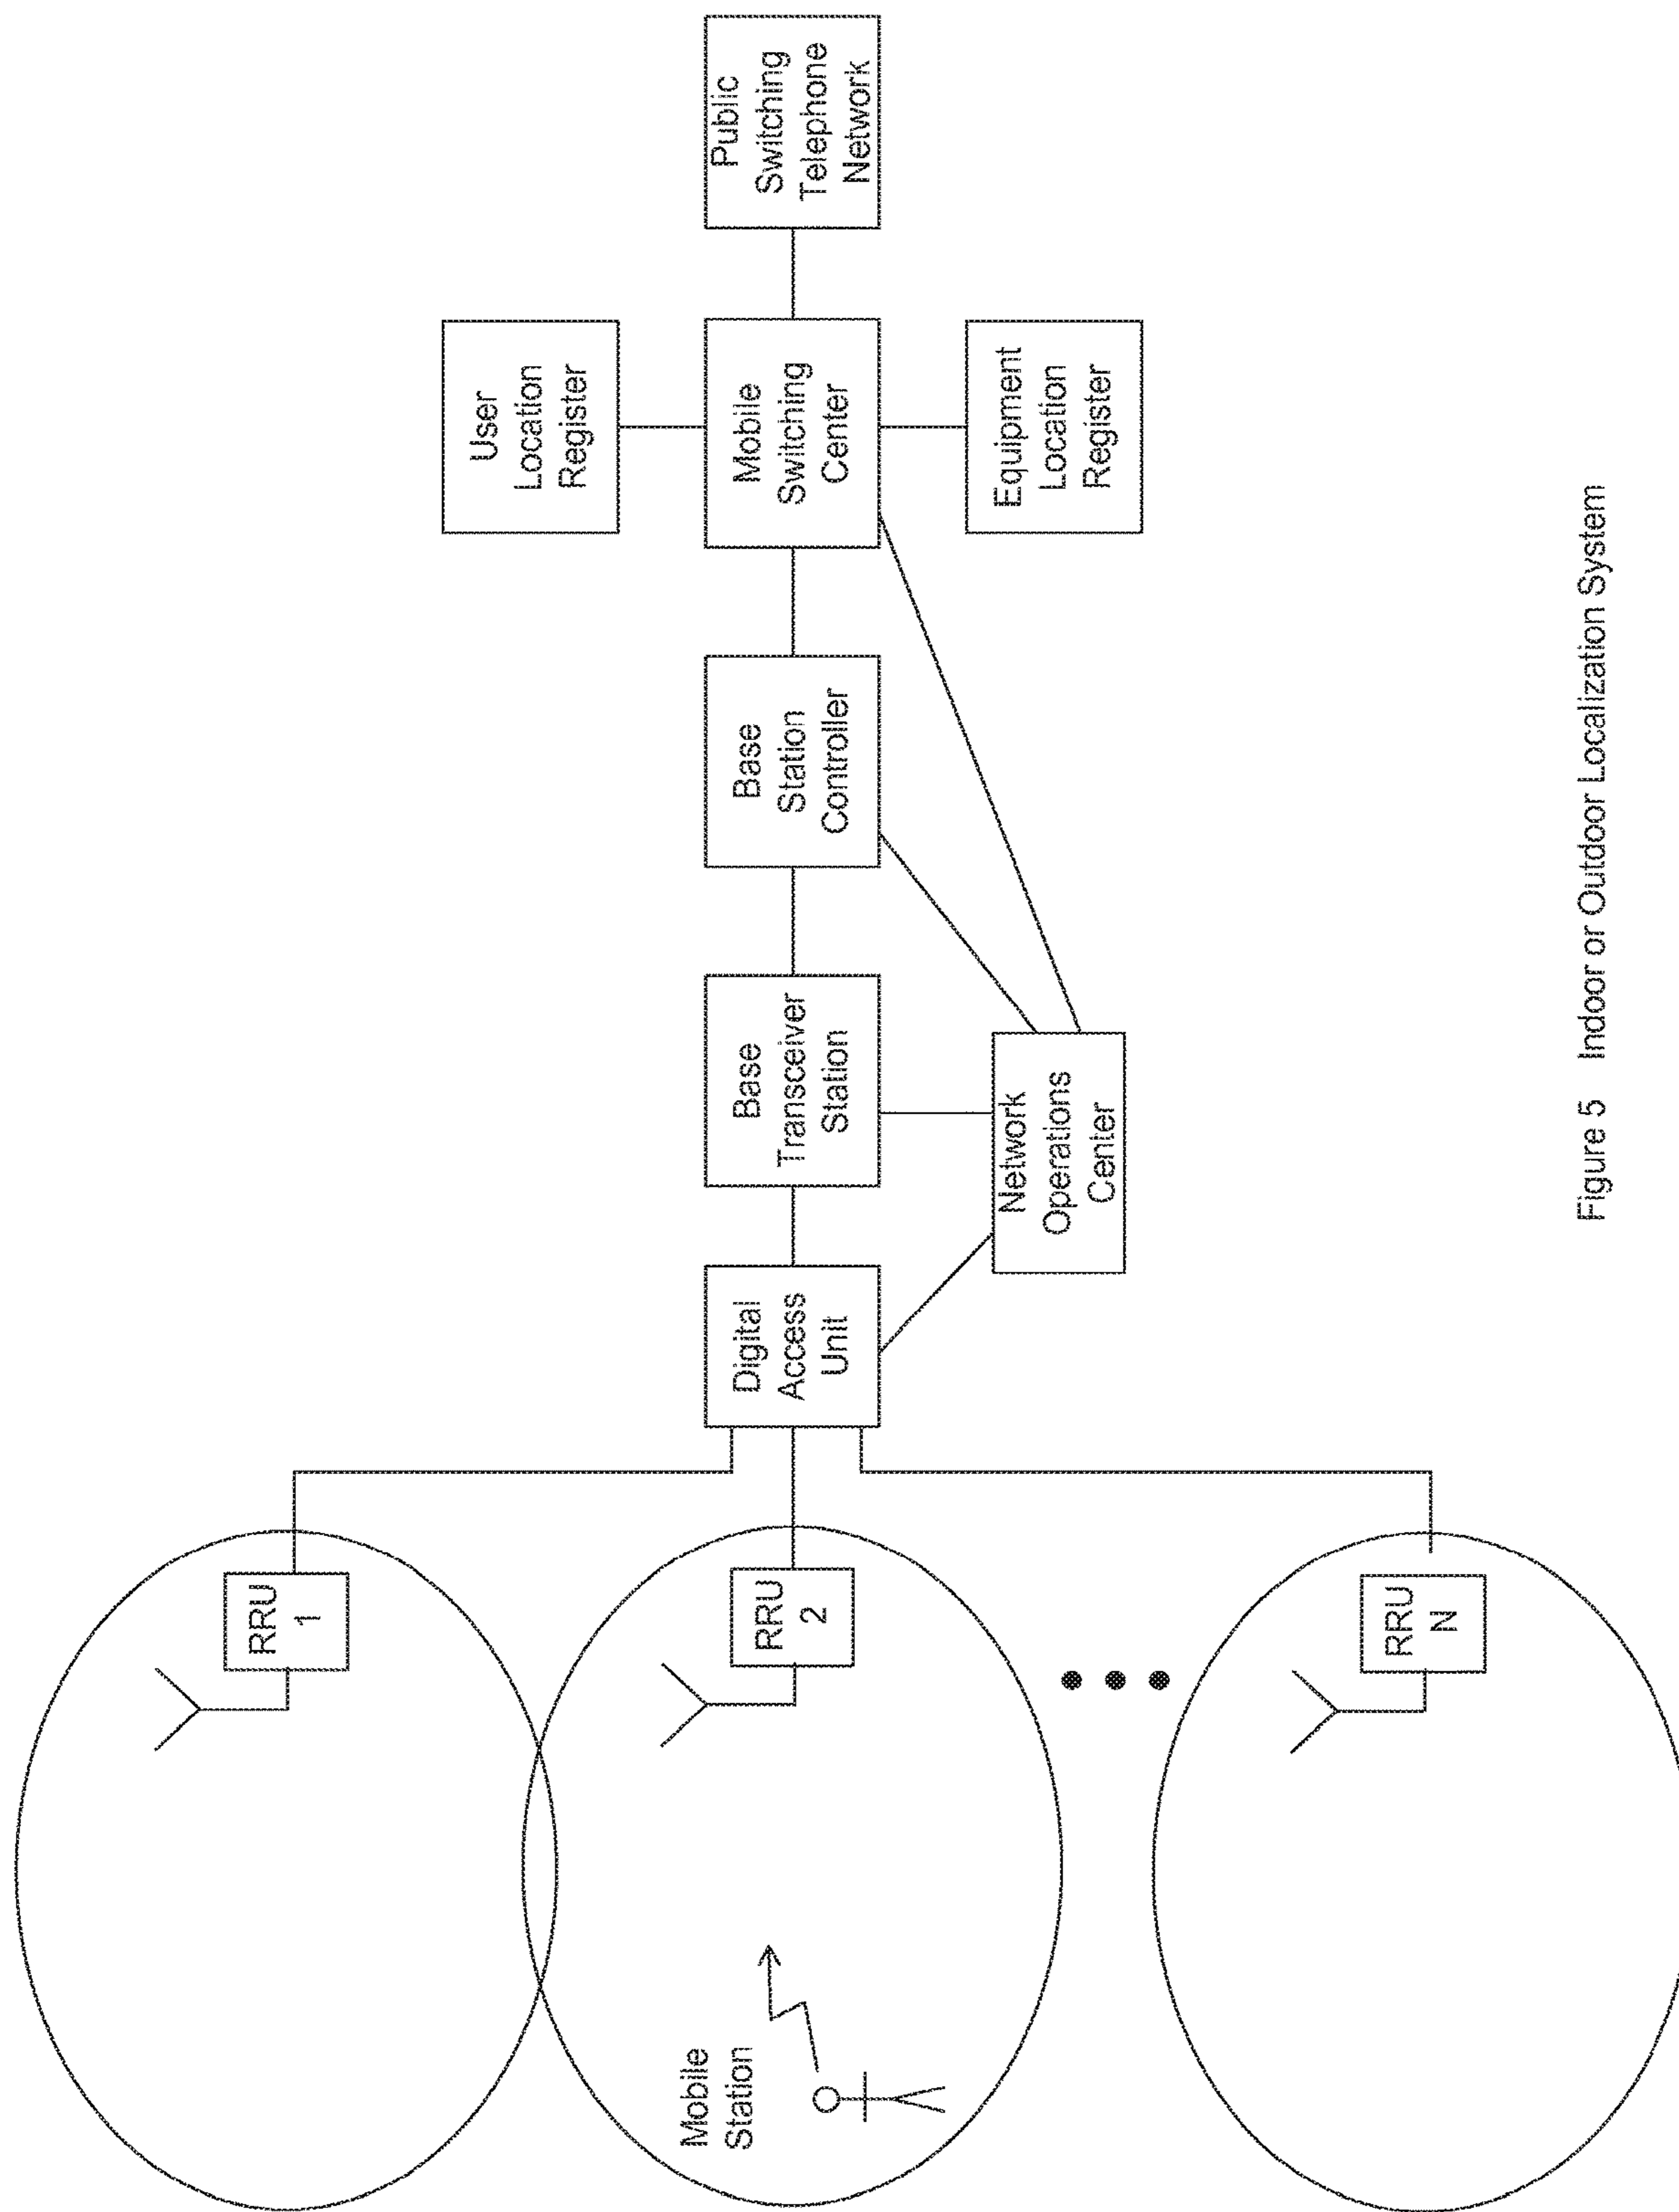 Mobile
Station
RRU
1
RRU
2
RRU
N
Digital
Access
Unit
Base
Transceiver
Station
Network
Operations
Center
Base
Station
Controller
User
Location
Register
Mobile
Switching
Center
Equipment
Location
Register
Public
Switching
Telephone
Network
Figure 5 Indoor or Outdoor Localization System